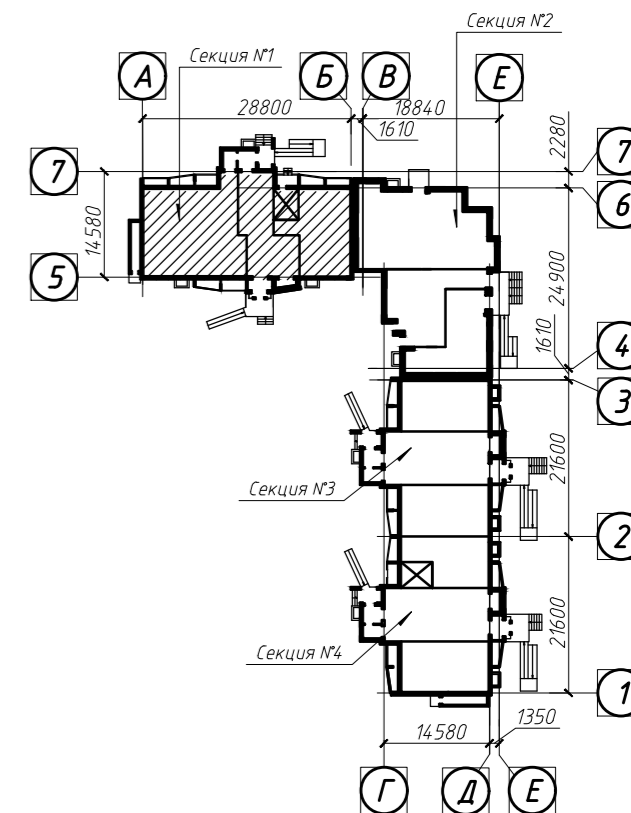 Секция №2
Секция №1
А
Б
В
Е
28800
18840
1610
2280
7
7
14580
6
5
24900
4
1610
3
21600
Секция №3
2
21600
Секция №4
1
14580
1350
Г
Д
Е